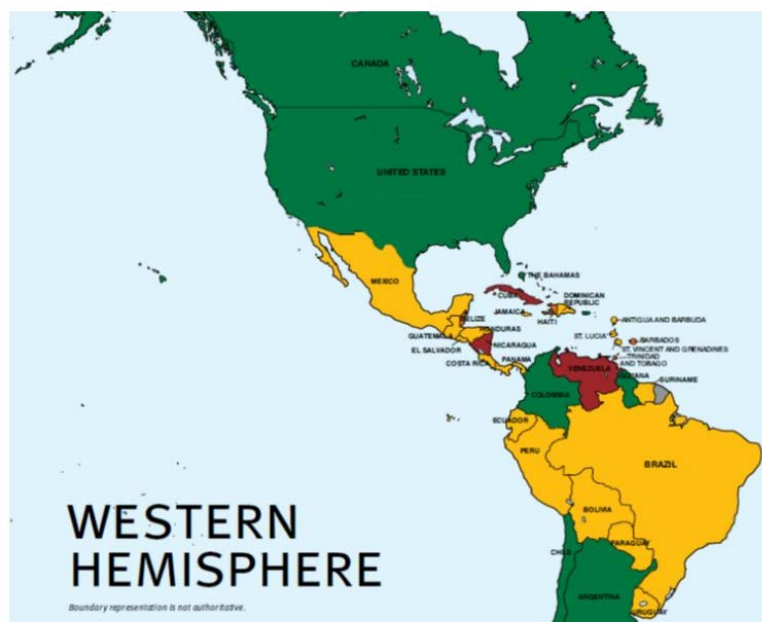 CANADA
UNITED STATES
MEXICO
THE BAHAMAS
CUBA
DOMINICAN
REPUBLIC
JAMAICA
HAITI
BELIZE
HONDURAS
GUATEMALA
NICARAGUA
EL SALVADOR
COSTA RICA
PANAMA
ANTIGUA AND BARBUDA
ST. LUCIA
BARBADOS
ST. VINCENT AND GRENADINES
TRINIDAD
AND TOBAGO
VENEZUELA
GUYANA
SURINAME
COLOMBIA
ECUADOR
PERU
BRAZIL
BOLIVIA
PARAGUAY
CHILE
ARGENTINA
URUGUAY
WESTERN
HEMISPHERE
Boundary representation is not authoritative.